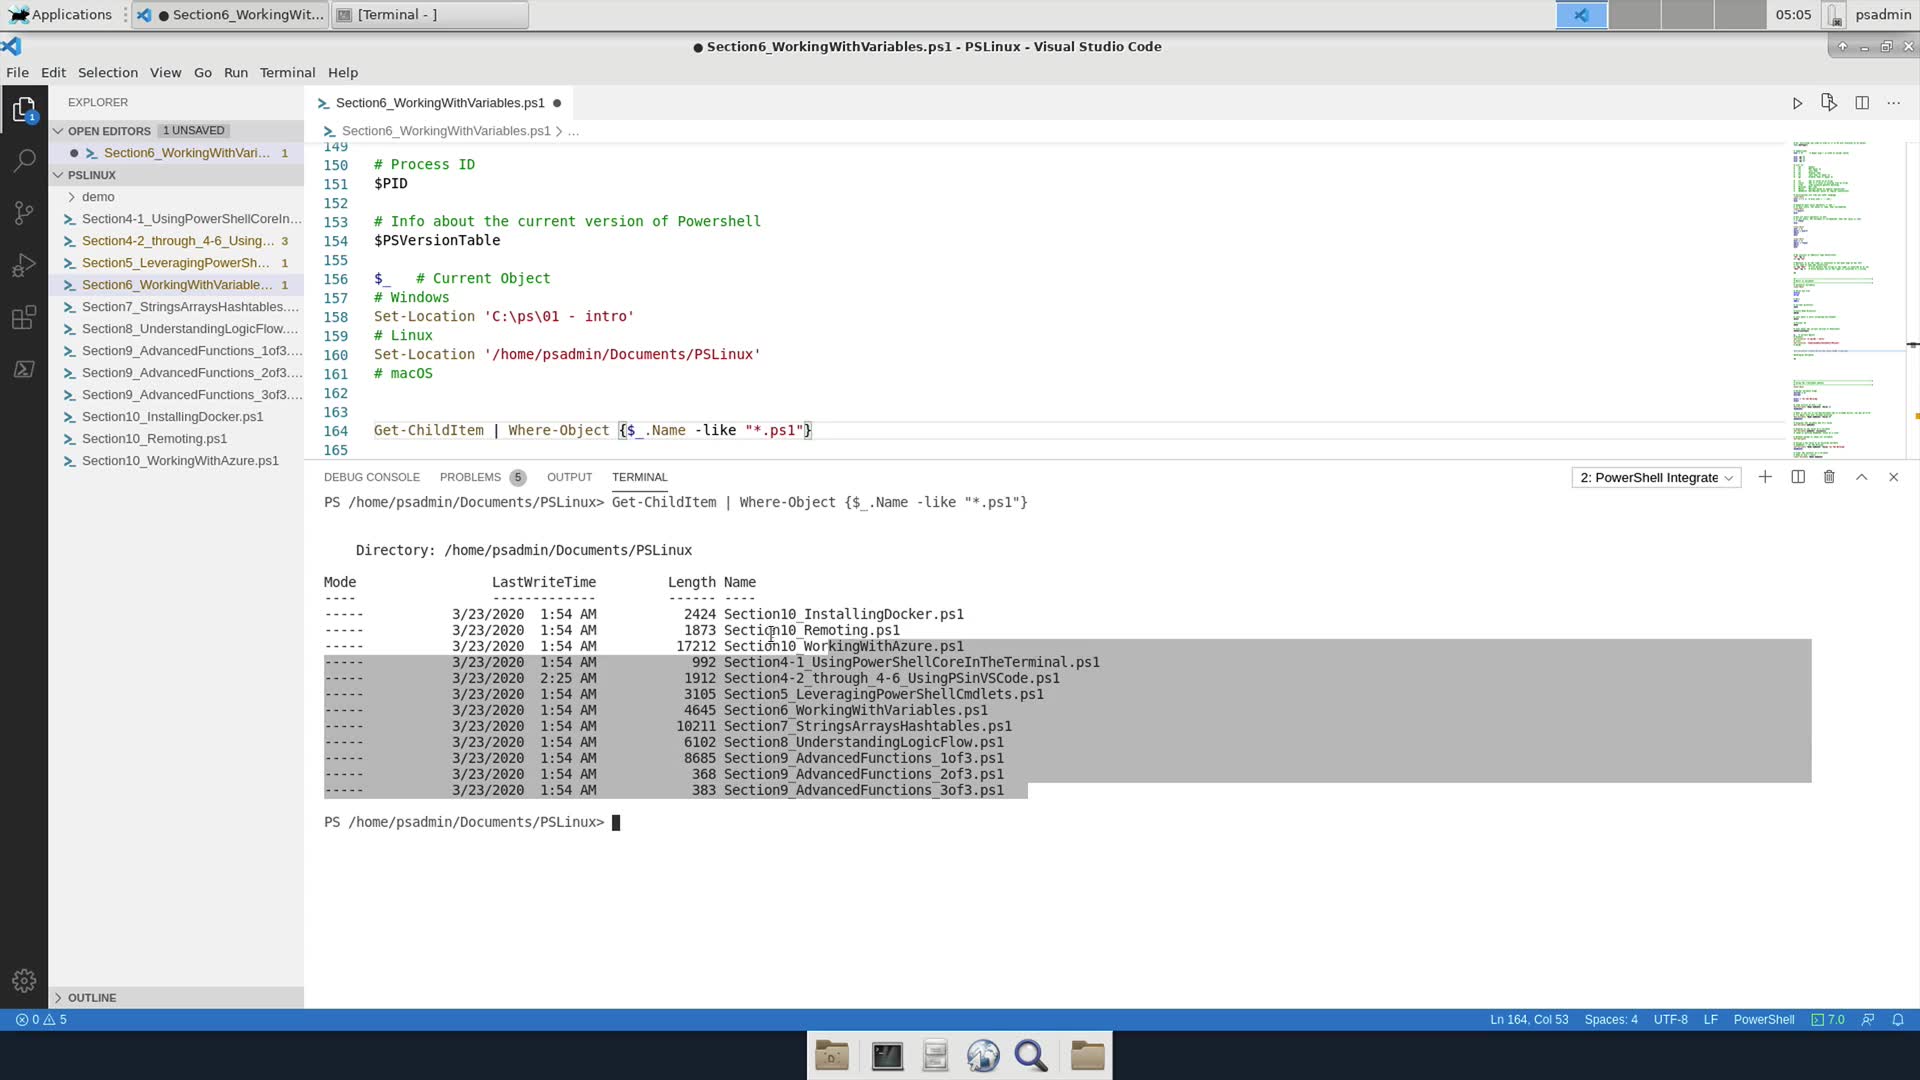 Applications
● Section6_WorkingWit...
[Terminal - ]
05:05
psadmin
● Section6_WorkingWithVariables.ps1 - PSLinux - Visual Studio Code
File Edit Selection View Go Run Terminal Help
EXPLORER
OPEN EDITORS 1 UNSAVED
Section6_WorkingWithVari... 1
PSLINUX
demo
Section4-1_UsingPowerShellCoreIn...
Section4-2_through_4-6_Using... 3
Section5_LeveragingPowerSh... 1
Section6_WorkingWithVariable... 1
Section7_StringsArraysHashtables....
Section8_UnderstandingLogicFlow....
Section9_AdvancedFunctions_1of3....
Section9_AdvancedFunctions_2of3....
Section9_AdvancedFunctions_3of3....
Section10_InstallingDocker.ps1
Section10_Remoting.ps1
Section10_WorkingWithAzure.ps1
OUTLINE
1
Section6_WorkingWithVariables.ps1 ●
Section6_WorkingWithVariables.ps1 > ...
149
150 # Process ID
151 $PID
152
153 # Info about the current version of Powershell
154 $PSVersionTable
155
156 $_   # Current Object
157 # Windows
158 Set-Location 'C:\ps\01 - intro'
159 # Linux
160 Set-Location '/home/psadmin/Documents/PSLinux'
161 # macOS
162
163
164 Get-ChildItem | Where-Object {$_.Name -like "*.ps1"}
165
DEBUG CONSOLE PROBLEMS 5 OUTPUT TERMINAL
2: PowerShell Integrate
PS /home/psadmin/Documents/PSLinux> Get-ChildItem | Where-Object {$_.Name -like "*.ps1"}
Directory: /home/psadmin/Documents/PSLinux
Mode LastWriteTime Length Name
---- ------------- ------ ----
----- 3/23/2020 1:54 AM 2424 Section10_InstallingDocker.ps1
----- 3/23/2020 1:54 AM 1873 Section10_Remoting.ps1
----- 3/23/2020 1:54 AM 17212 Section10_WorkingWithAzure.ps1
----- 3/23/2020 1:54 AM 992 Section4-1_UsingPowerShellCoreInTheTerminal.ps1
----- 3/23/2020 2:25 AM 1912 Section4-2_through_4-6_UsingPSinVSCode.ps1
----- 3/23/2020 1:54 AM 3105 Section5_LeveragingPowerShellCmdlets.ps1
----- 3/23/2020 1:54 AM 4645 Section6_WorkingWithVariables.ps1
----- 3/23/2020 1:54 AM 10211 Section7_StringsArraysHashtables.ps1
----- 3/23/2020 1:54 AM 6102 Section8_UnderstandingLogicFlow.ps1
----- 3/23/2020 1:54 AM 8685 Section9_AdvancedFunctions_1of3.ps1
----- 3/23/2020 1:54 AM 368 Section9_AdvancedFunctions_2of3.ps1
----- 3/23/2020 1:54 AM 383 Section9_AdvancedFunctions_3of3.ps1
PS /home/psadmin/Documents/PSLinux>
0 5
Ln 164, Col 53 Spaces: 4 UTF-8 LF PowerShell 7.0